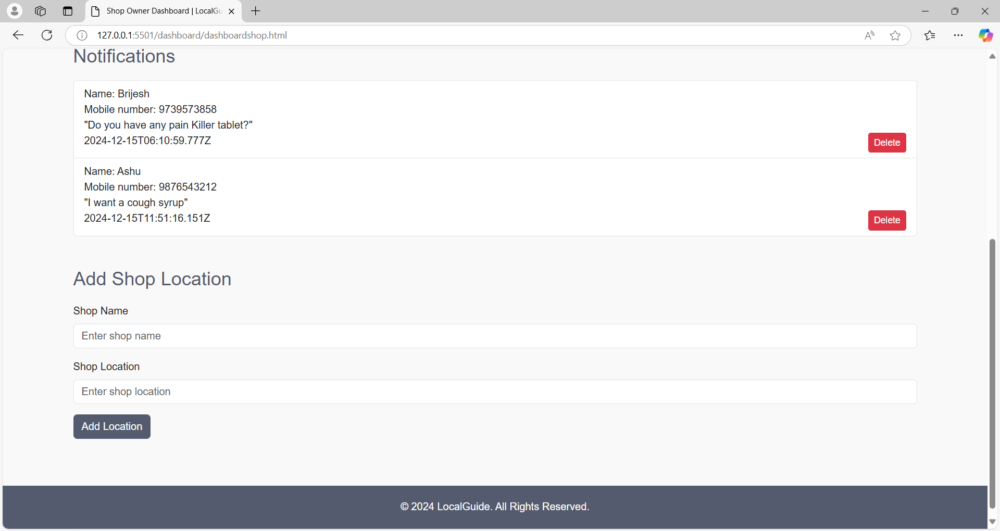 Shop Owner Dashboard | LocalGu
127.0.0.1:5501/dashboard/dashboardshop.html
Notifications
Name: Brijesh
Mobile number: 9739573858
"Do you have any pain Killer tablet?"
2024-12-15T06:10:59.777Z
Delete
Name: Ashu
Mobile number: 9876543212
"I want a cough syrup"
2024-12-15T11:51:16.151Z
Delete
Add Shop Location
Shop Name
Enter shop name
Shop Location
Enter shop location
Add Location
© 2024 LocalGuide. All Rights Reserved.